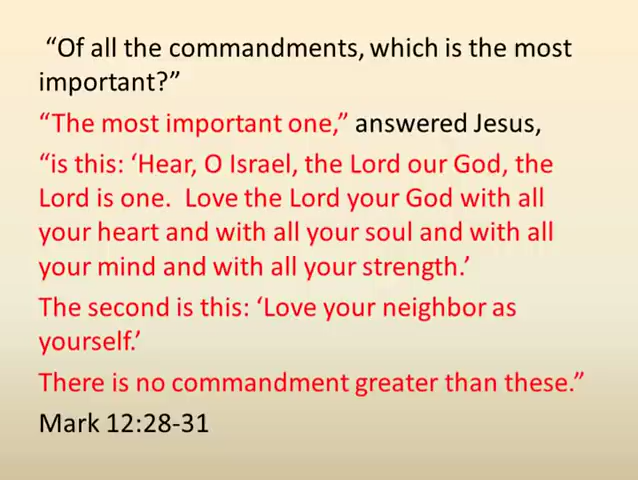 “Of all the commandments, which is the most
important?”
“The most important one,” answered Jesus,
“is this: ‘Hear, O Israel, the Lord our God, the
Lord is one.  Love the Lord your God with all
your heart and with all your soul and with all
your mind and with all your strength.’
The second is this: ‘Love your neighbor as
yourself.’
There is no commandment greater than these.”
Mark 12:28-31